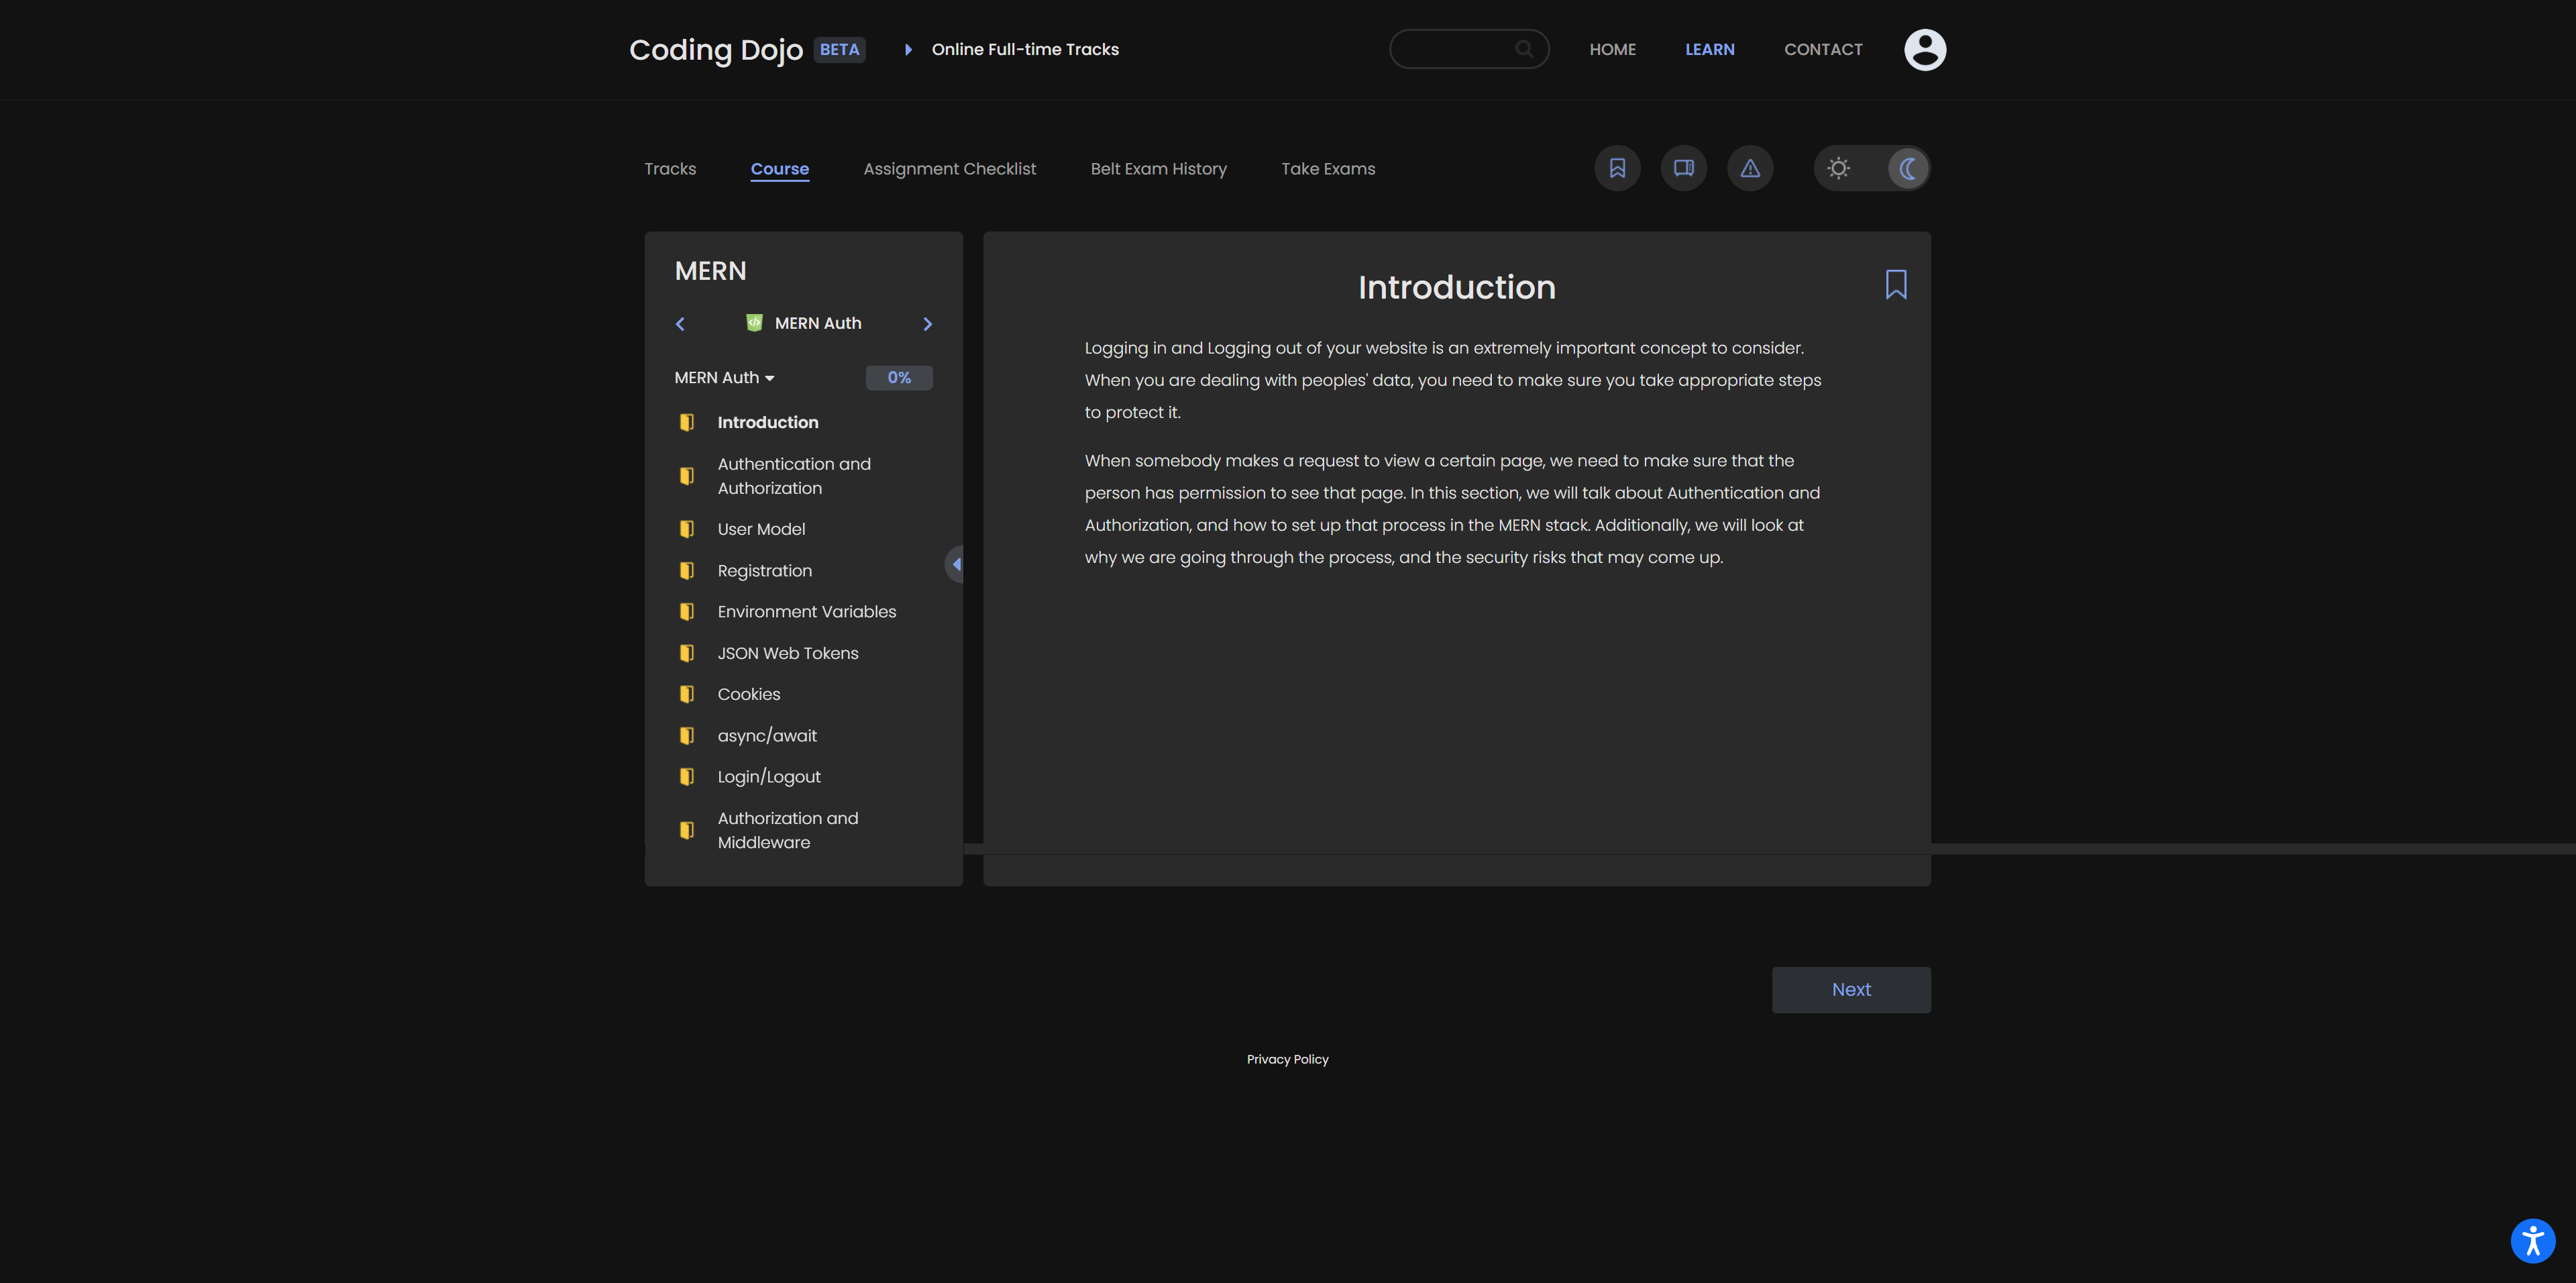 Coding Dojo BETA Online Full-time Tracks HOME LEARN CONTACT
Tracks Course Assignment Checklist Belt Exam History Take Exams
MERN
MERN Auth
MERN Auth 0%
Introduction
Authentication and
Authorization
User Model
Registration
Environment Variables
JSON Web Tokens
Cookies
async/await
Login/Logout
Authorization and
Middleware
Introduction
Logging in and Logging out of your website is an extremely important concept to consider.
When you are dealing with peoples' data, you need to make sure you take appropriate steps
to protect it.
When somebody makes a request to view a certain page, we need to make sure that the
person has permission to see that page. In this section, we will talk about Authentication and
Authorization, and how to set up that process in the MERN stack. Additionally, we will look at
why we are going through the process, and the security risks that may come up.
Next
Privacy Policy